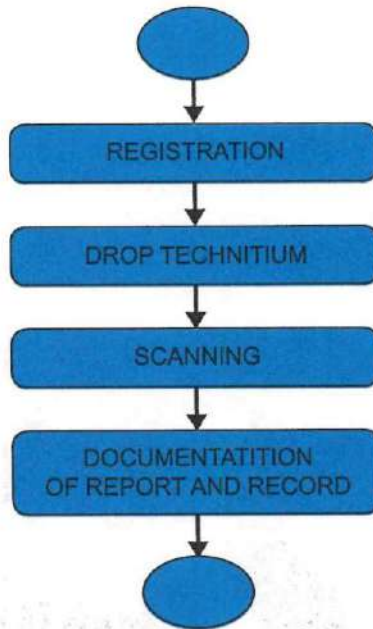 REGISTRATION
DROP TECHNITIUM
SCANNING
DOCUMENTATITION
OF REPORT AND RECORD